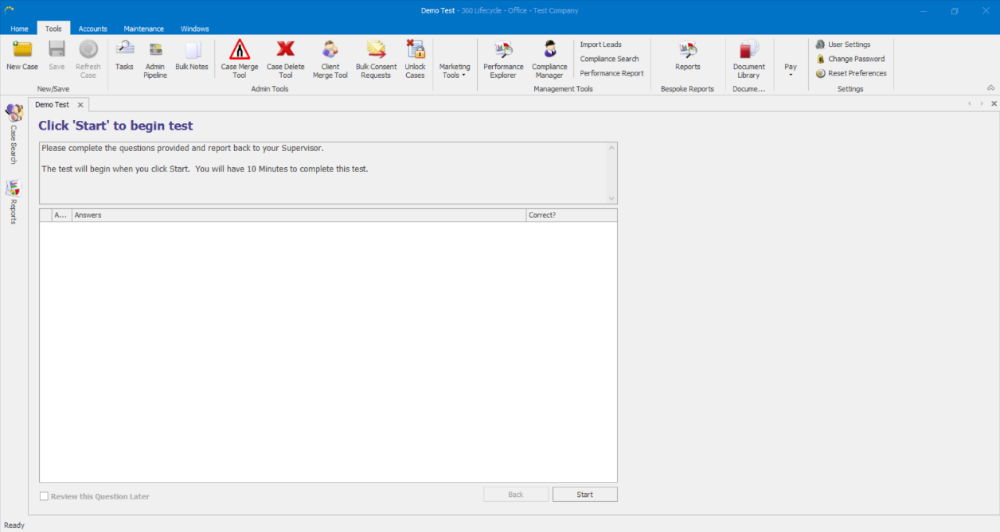 Demo Test - 360 Lifecycle - Office - Test Company
Home Tools Accounts Maintenance Windows
New Case
Save
Refresh
Case
New/Save
Tasks
Admin
Pipeline
Bulk Notes
Case Merge
Tool
Case Delete
Tool
Client
Merge Tool
Bulk Consent
Requests
Unlock
Cases
Admin Tools
Marketing
Tools
Performance
Explorer
Compliance
Manager
Import Leads
Compliance Search
Performance Report
Management Tools
Reports
Bespoke Reports
Document
Library
Docume...
Pay
User Settings
Change Password
Reset Preferences
Settings
Case Search
Reports
Demo Test
Click 'Start' to begin test
Please complete the questions provided and report back to your Supervisor.
The test will begin when you click Start. You will have 10 Minutes to complete this test.
A... Answers Correct?
Review this Question Later
Back Start
Ready